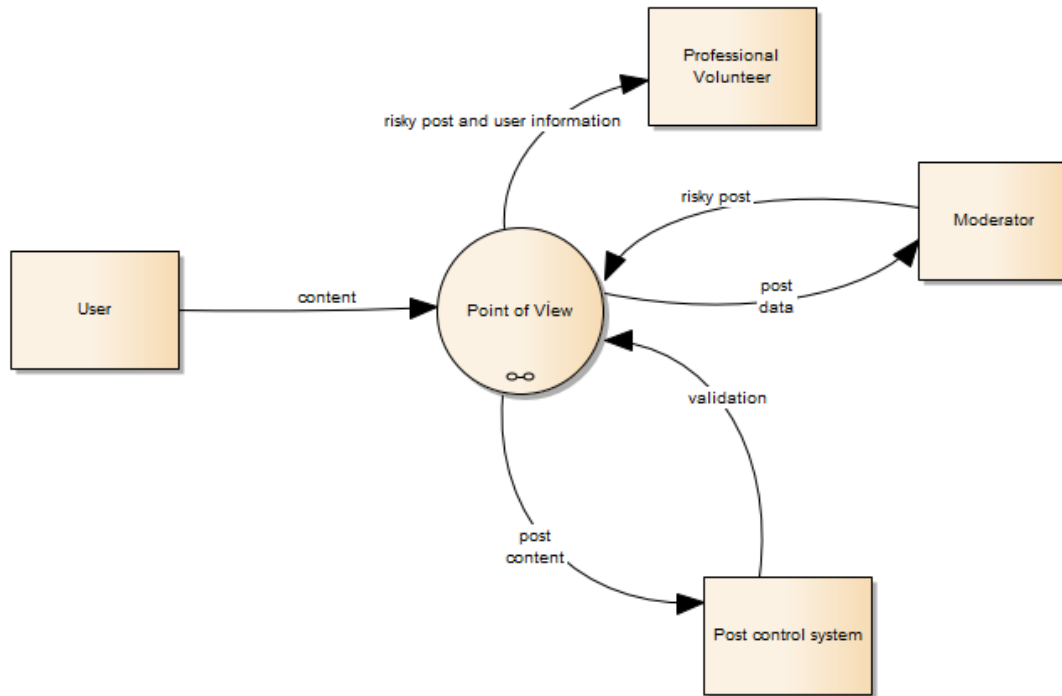 Professional
Volunteer
risky post and user information
risky post
Moderator
User
content
Point of Vİew
post
data
validation
post
content
Post control system